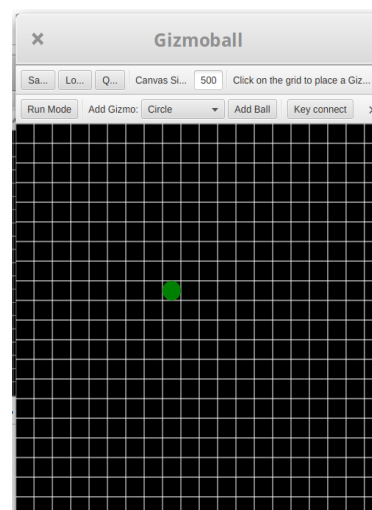 Gizmoball
Sa... Lo... Q... Canvas Si... 500 Click on the grid to place a Giz...
Run Mode Add Gizmo: Circle Add Ball Key connect